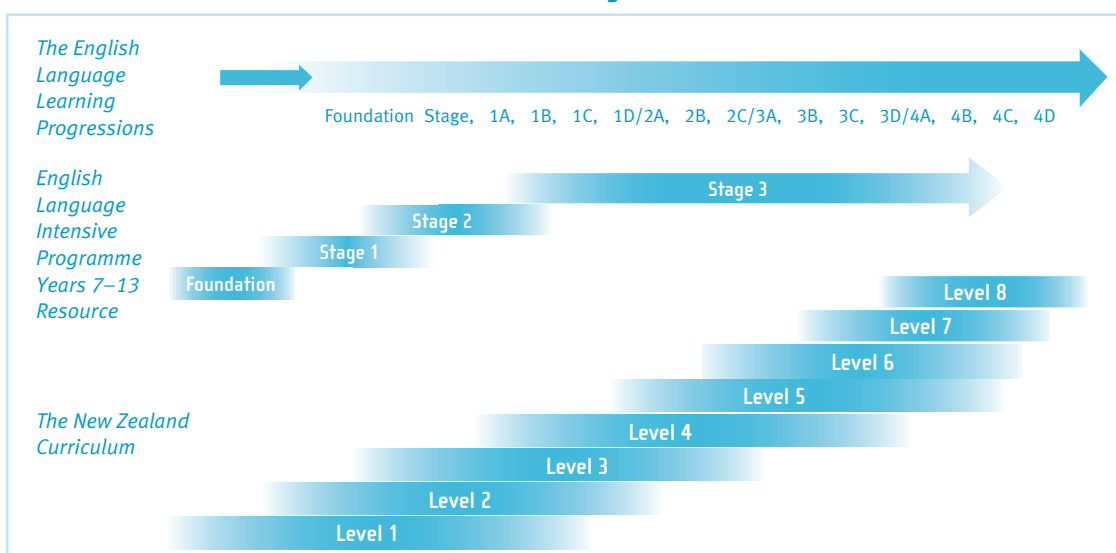 The English
Language
Learning
Progressions
Foundation Stage, 1A, 1B, 1C, 1D/2A, 2B, 2C/3A, 3B, 3C, 3D/4A, 4B, 4C, 4D
English
Language
Intensive
Programme
Years 7–13
Resource
Stage 3
Stage 2
Stage 1
Foundation
The New Zealand
Curriculum
Level 8
Level 7
Level 6
Level 5
Level 4
Level 3
Level 2
Level 1